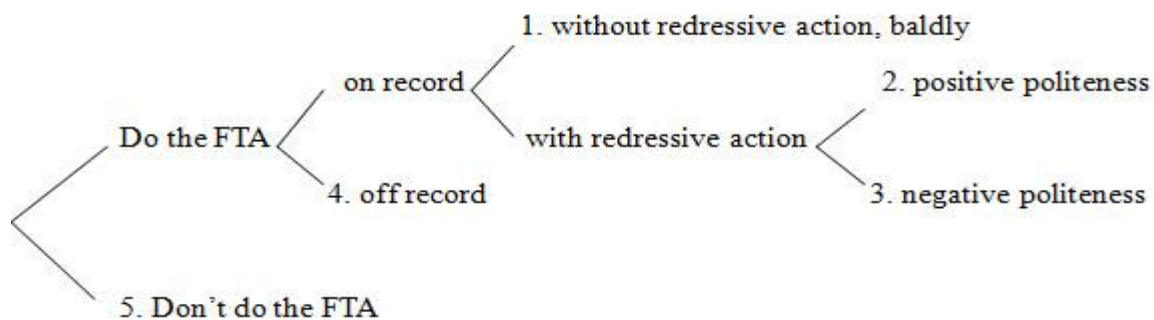 1. without redressive action, baldly
on record
2. positive politeness
Do the FTA
with redressive action
4. off record
3. negative politeness
5. Don't do the FTA